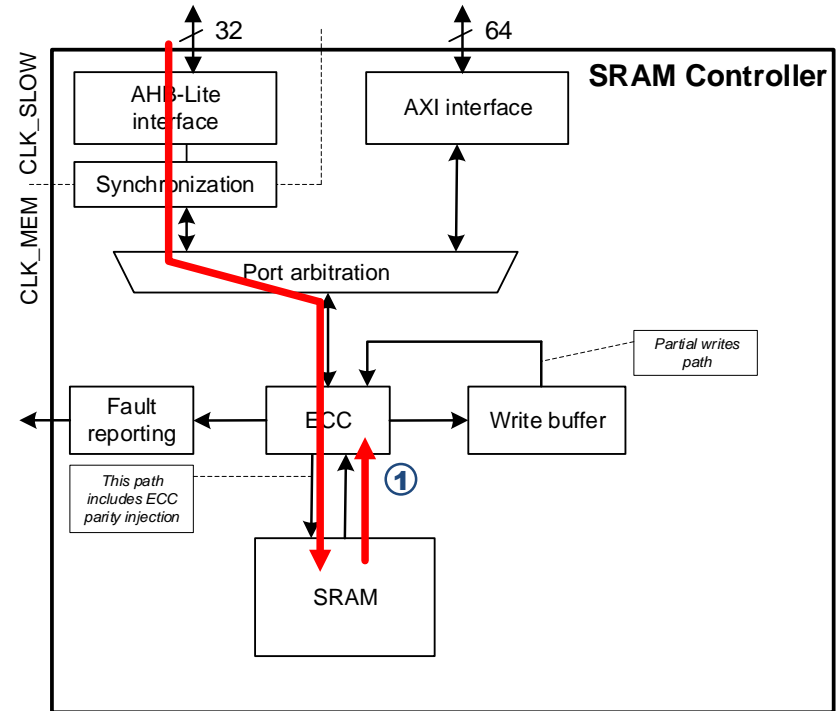 32
64
SRAM Controller
CLK_SLOW
AHB-Lite
interface
AXI interface
Synchronization
CLK_MEM
Port arbitration
Partial writes
path
Fault
reporting
ECC
Write buffer
This path
includes ECC
parity injection
1
SRAM